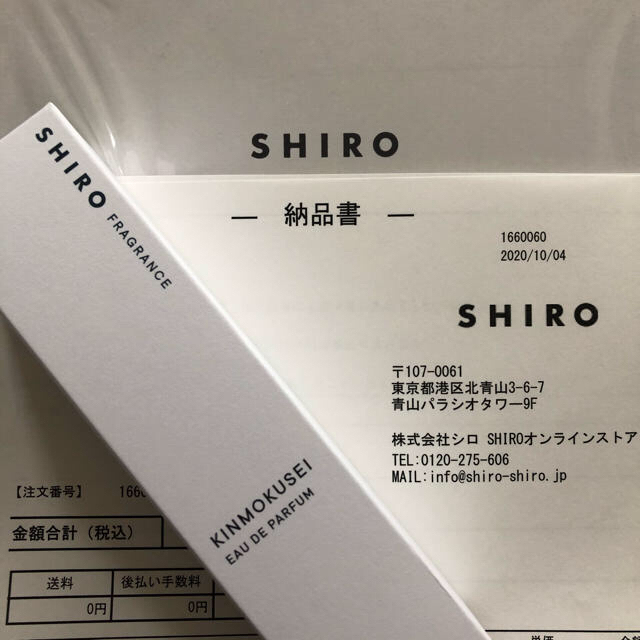 SHIRO
SHIRO FRAGRANCE
KINMOKUSEI
EAU DE PARFUM
— 納品書 —
1660060
2020/10/04
SHIRO
〒107-0061
東京都港区北青山3-6-7
青山パラシオタワー9F
株式会社シロ SHIROオンラインストア
TEL:0120-275-606
MAIL:info@shiro-shiro.jp
【注文番号】 1660
金額合計（税込）
送料 後払い手数料
0円 0円
単価